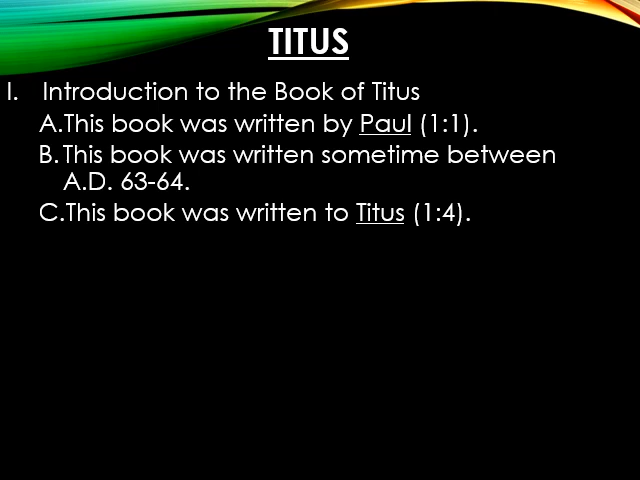 TITUS
I. Introduction to the Book of Titus
A.This book was written by Paul (1:1).
B. This book was written sometime between
A.D. 63-64.
C.This book was written to Titus (1:4).